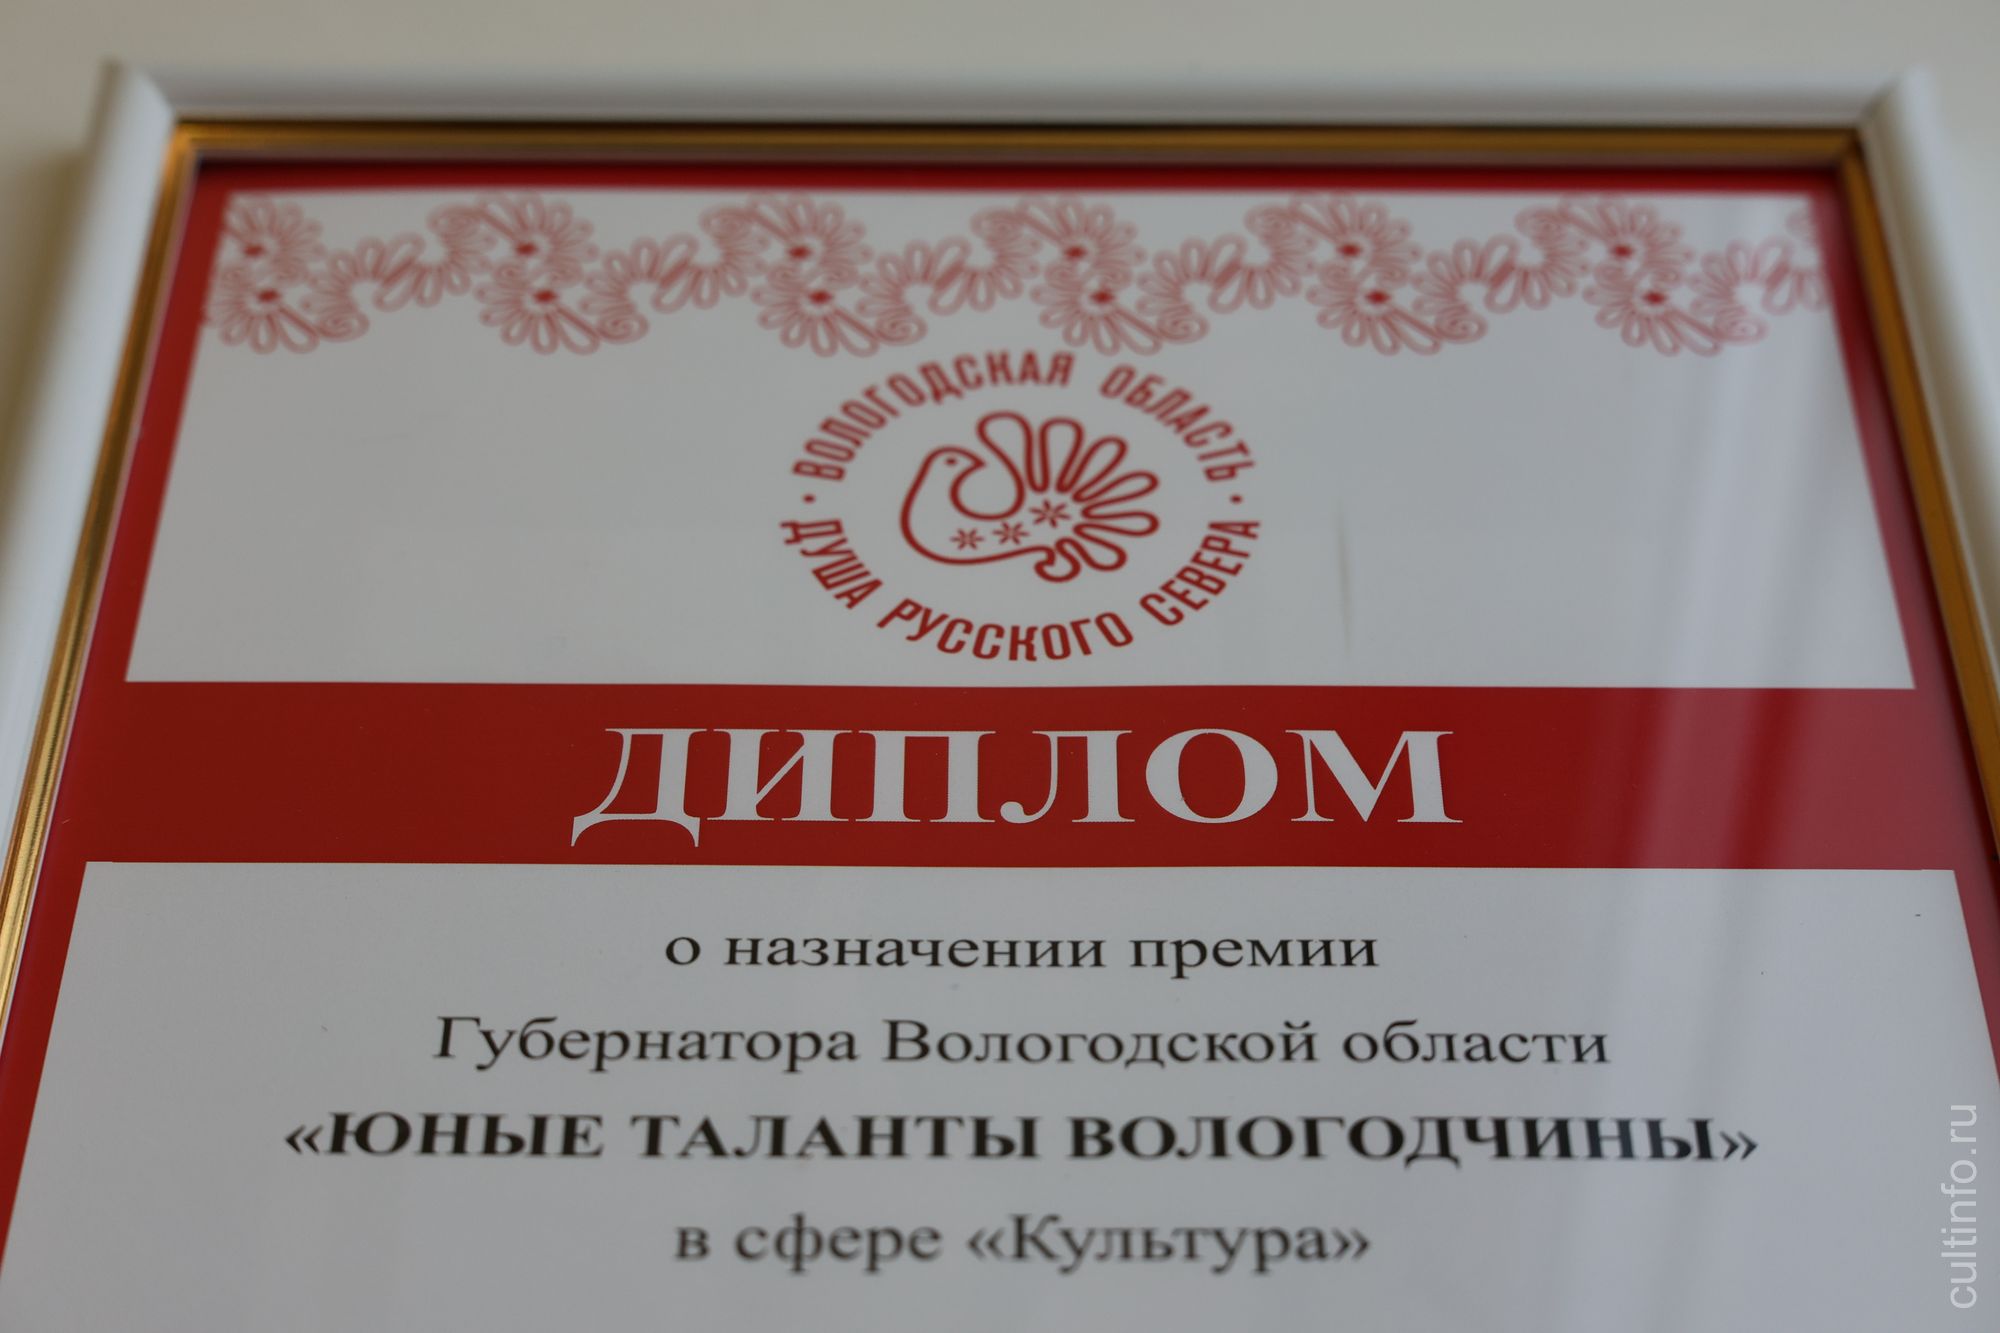 · ВОЛОГОДСКАЯ ОБЛАСТЬ ·
ДУША РУССКОГО СЕВЕРА
ДИПЛОМ
о назначении премии
Губернатора Вологодской области
«ЮНЫЕ ТАЛАНТЫ ВОЛОГОДЧИНЫ»
в сфере «Культура»
cultinfo.ru